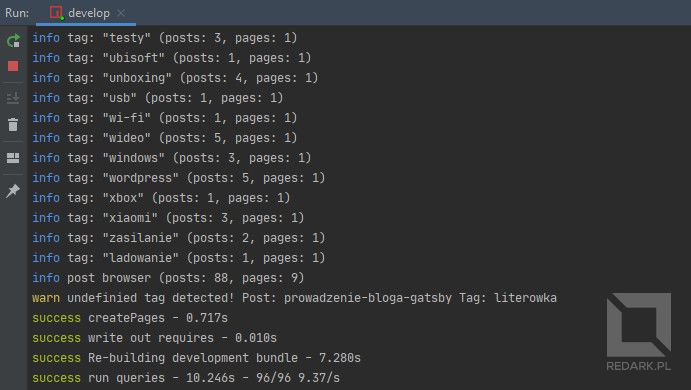 Run: develop
info tag: "testy" (posts: 3, pages: 1)
info tag: "ubisoft" (posts: 1, pages: 1)
info tag: "unboxing" (posts: 4, pages: 1)
info tag: "usb" (posts: 1, pages: 1)
info tag: "wi-fi" (posts: 1, pages: 1)
info tag: "wideo" (posts: 5, pages: 1)
info tag: "windows" (posts: 3, pages: 1)
info tag: "wordpress" (posts: 5, pages: 1)
info tag: "xbox" (posts: 1, pages: 1)
info tag: "xiaomi" (posts: 3, pages: 1)
info tag: "zasilanie" (posts: 2, pages: 1)
info tag: "ladowanie" (posts: 1, pages: 1)
info post browser (posts: 88, pages: 9)
warn undefinied tag detected! Post: prowadzenie-bloga-gatsby Tag: literowka
success createPages - 0.717s
success write out requires - 0.010s
success Re-building development bundle - 7.280s
success run queries - 10.246s - 96/96 9.37/s
REDARK.PL